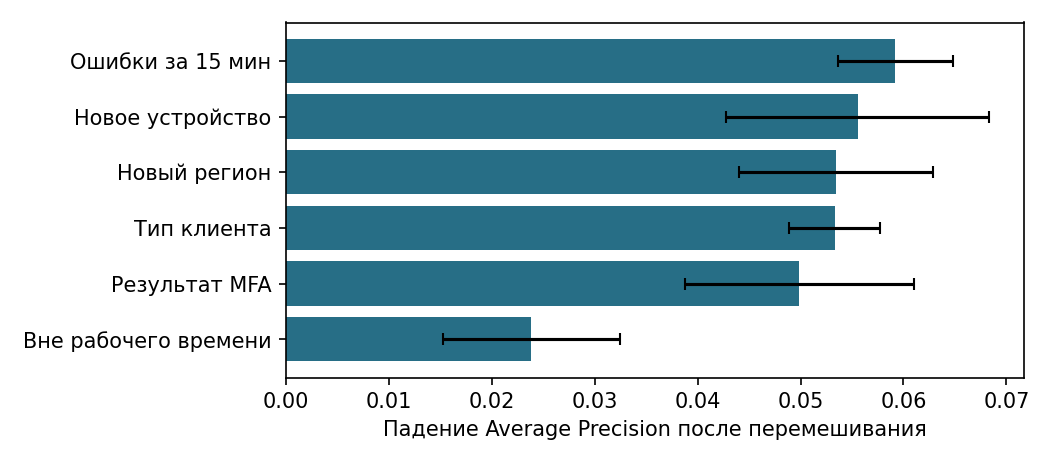 Ошибки за 15 мин
Новое устройство
Новый регион
Тип клиента
Результат MFA
Вне рабочего времени
0.00 0.01 0.02 0.03 0.04 0.05 0.06 0.07
Падение Average Precision после перемешивания